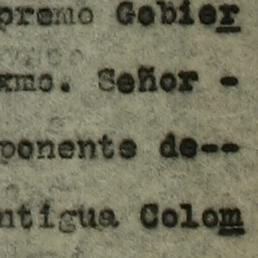 premo Gobier
xmo. Señor -
ponente de--
ntigua Colom